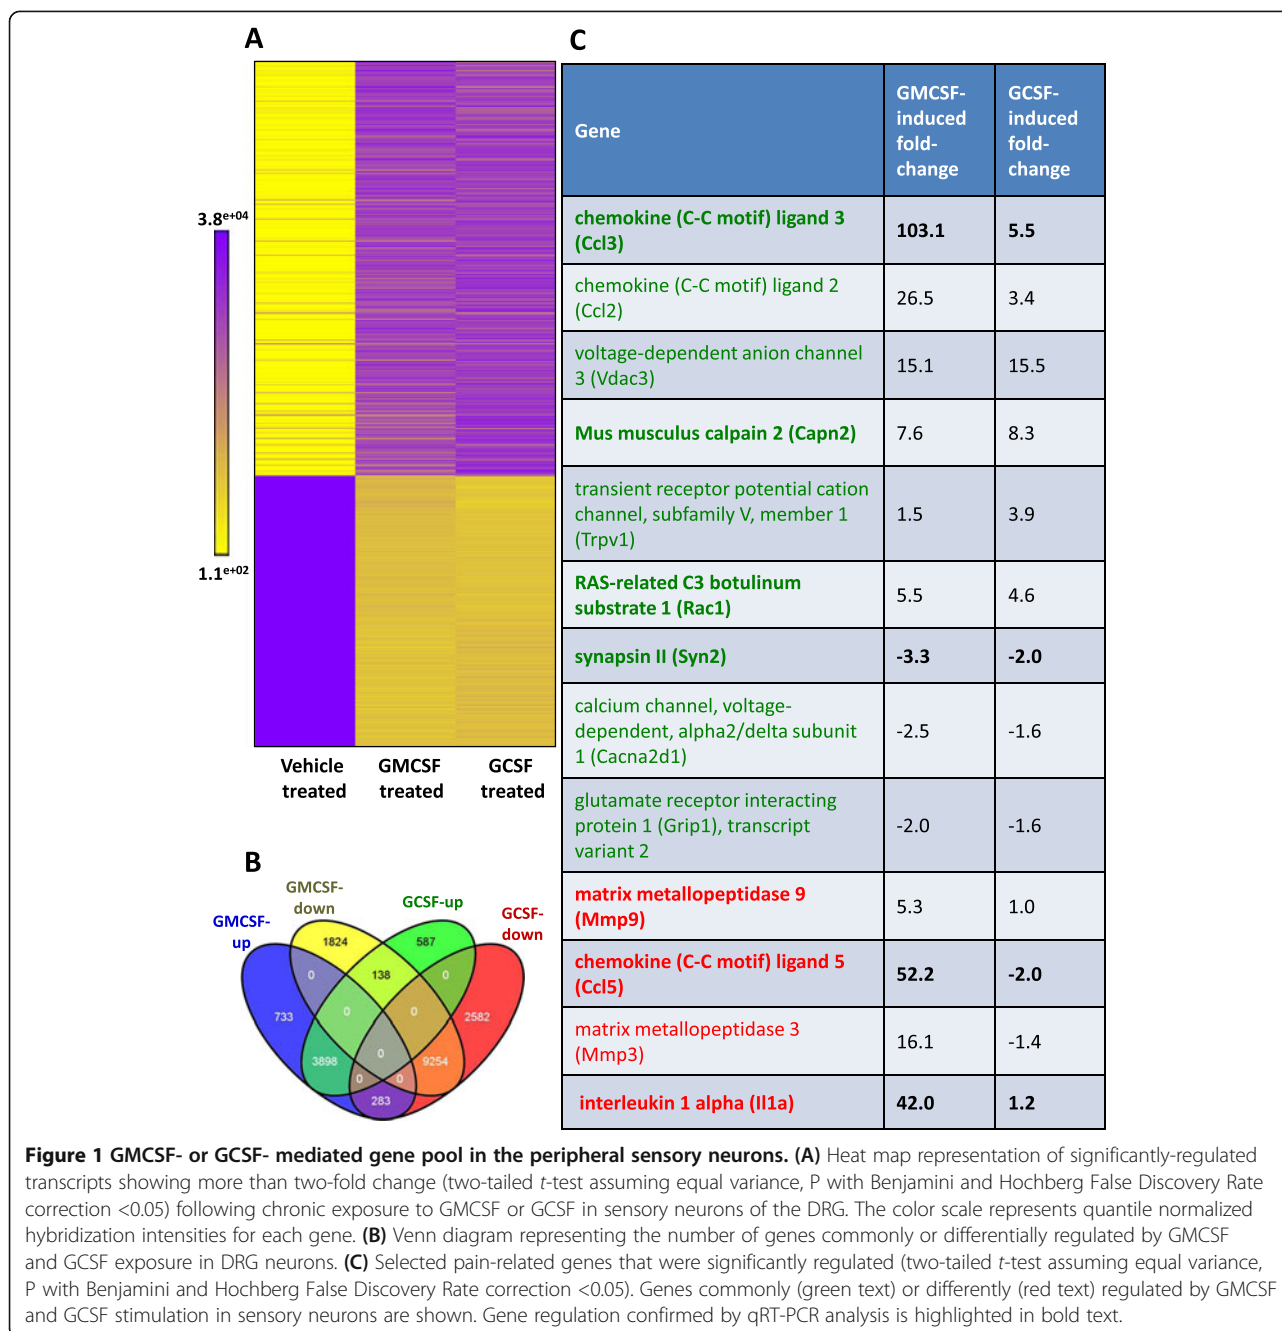 A
3.8e+04
1.1e+02
Vehicle treated
GMCSF treated
GCSF treated
B
GMCSF-up
GMCSF-down
GCSF-up
GCSF-down
1824
587
0
138
0
733
0
0
2582
3898
0
9254
0
0
283
C
Gene
GMCSF-induced fold-change
GCSF-induced fold-change
chemokine (C-C motif) ligand 3 (Ccl3)
103.1
5.5
chemokine (C-C motif) ligand 2 (Ccl2)
26.5
3.4
voltage-dependent anion channel 3 (Vdac3)
15.1
15.5
Mus musculus calpain 2 (Capn2)
7.6
8.3
transient receptor potential cation channel, subfamily V, member 1 (Trpv1)
1.5
3.9
RAS-related C3 botulinum substrate 1 (Rac1)
5.5
4.6
synapsin II (Syn2)
-3.3
-2.0
calcium channel, voltage-dependent, alpha2/delta subunit 1 (Cacna2d1)
-2.5
-1.6
glutamate receptor interacting protein 1 (Grip1), transcript variant 2
-2.0
-1.6
matrix metallopeptidase 9 (Mmp9)
5.3
1.0
chemokine (C-C motif) ligand 5 (Ccl5)
52.2
-2.0
matrix metallopeptidase 3 (Mmp3)
16.1
-1.4
interleukin 1 alpha (Il1a)
42.0
1.2
Figure 1 GMCSF- or GCSF- mediated gene pool in the peripheral sensory neurons. (A) Heat map representation of significantly-regulated
transcripts showing more than two-fold change (two-tailed t-test assuming equal variance, P with Benjamini and Hochberg False Discovery Rate
correction <0.05) following chronic exposure to GMCSF or GCSF in sensory neurons of the DRG. The color scale represents quantile normalized
hybridization intensities for each gene. (B) Venn diagram representing the number of genes commonly or differentially regulated by GMCSF
and GCSF exposure in DRG neurons. (C) Selected pain-related genes that were significantly regulated (two-tailed t-test assuming equal variance,
P with Benjamini and Hochberg False Discovery Rate correction <0.05). Genes commonly (green text) or differently (red text) regulated by GMCSF
and GCSF stimulation in sensory neurons are shown. Gene regulation confirmed by qRT-PCR analysis is highlighted in bold text.